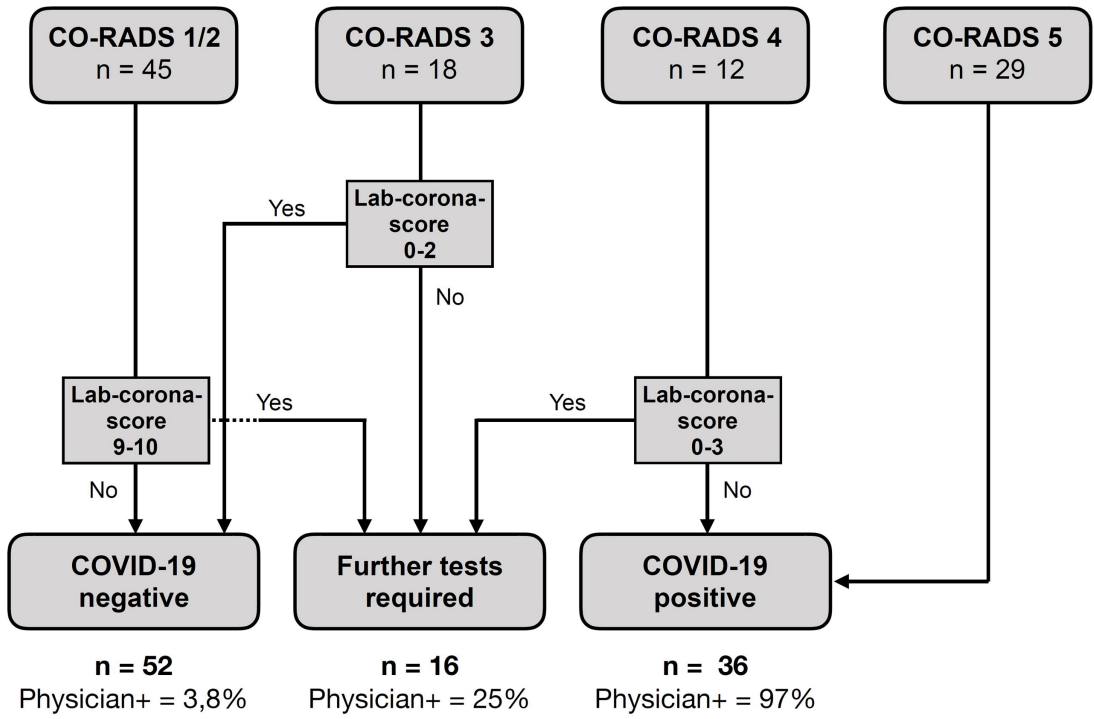 CO-RADS 1/2
n = 45
CO-RADS 3
n = 18
CO-RADS 4
n = 12
CO-RADS 5
n = 29
Lab-corona-
score
0-2
Yes
No
Lab-corona-
score
9-10
Yes
No
Lab-corona-
score
0-3
Yes
No
COVID-19
negative
Further tests
required
COVID-19
positive
n = 52
Physician+ = 3,8%
n = 16
Physician+ = 25%
n = 36
Physician+ = 97%